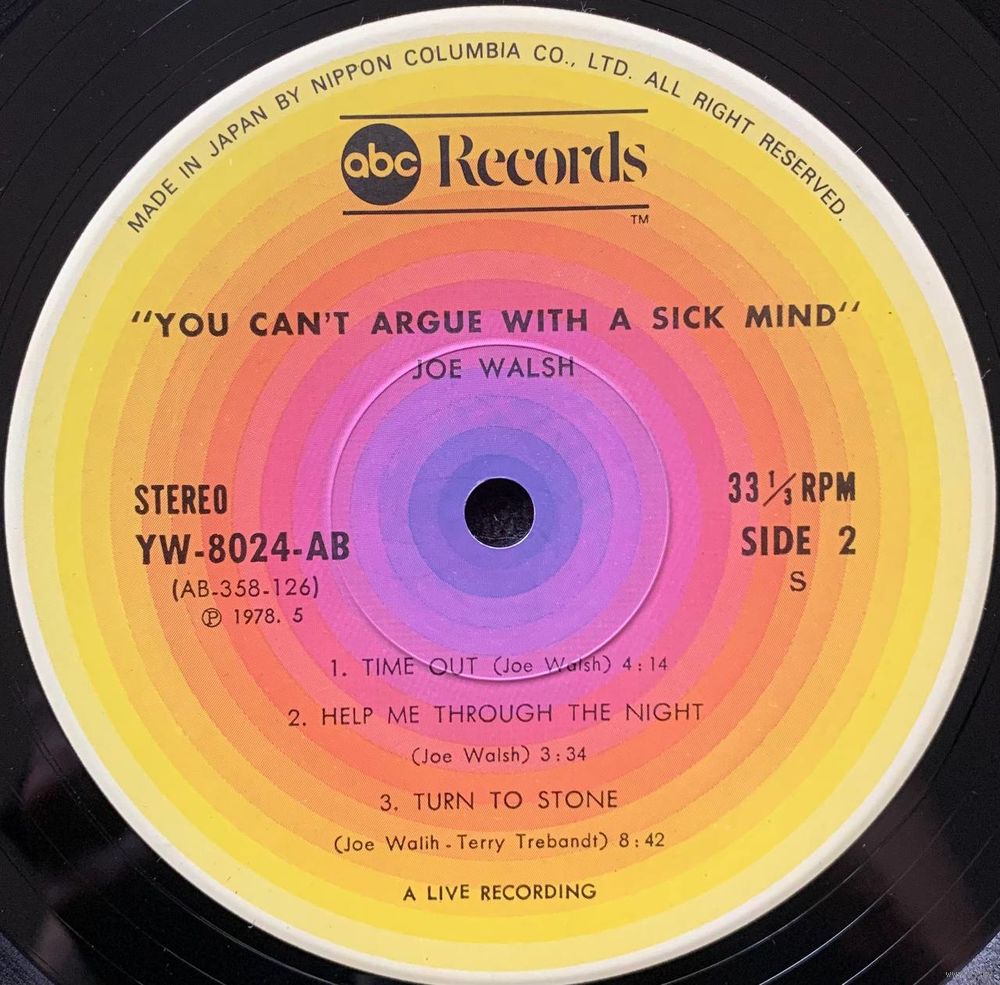 MADE IN JAPAN BY NIPPON COLUMBIA CO., LTD. ALL RIGHT RESERVED.
abc Records
TM
"YOU CAN'T ARGUE WITH A SICK MIND"
JOE WALSH
STEREO
YW-8024-AB
(AB-358-126)
Ⓟ 1978. 5
33 1/3 RPM
SIDE 2
S
1. TIME OUT (Joe Walsh) 4:14
2. HELP ME THROUGH THE NIGHT
(Joe Walsh) 3:34
3. TURN TO STONE
(Joe Walih - Terry Trebandt) 8:42
A LIVE RECORDING